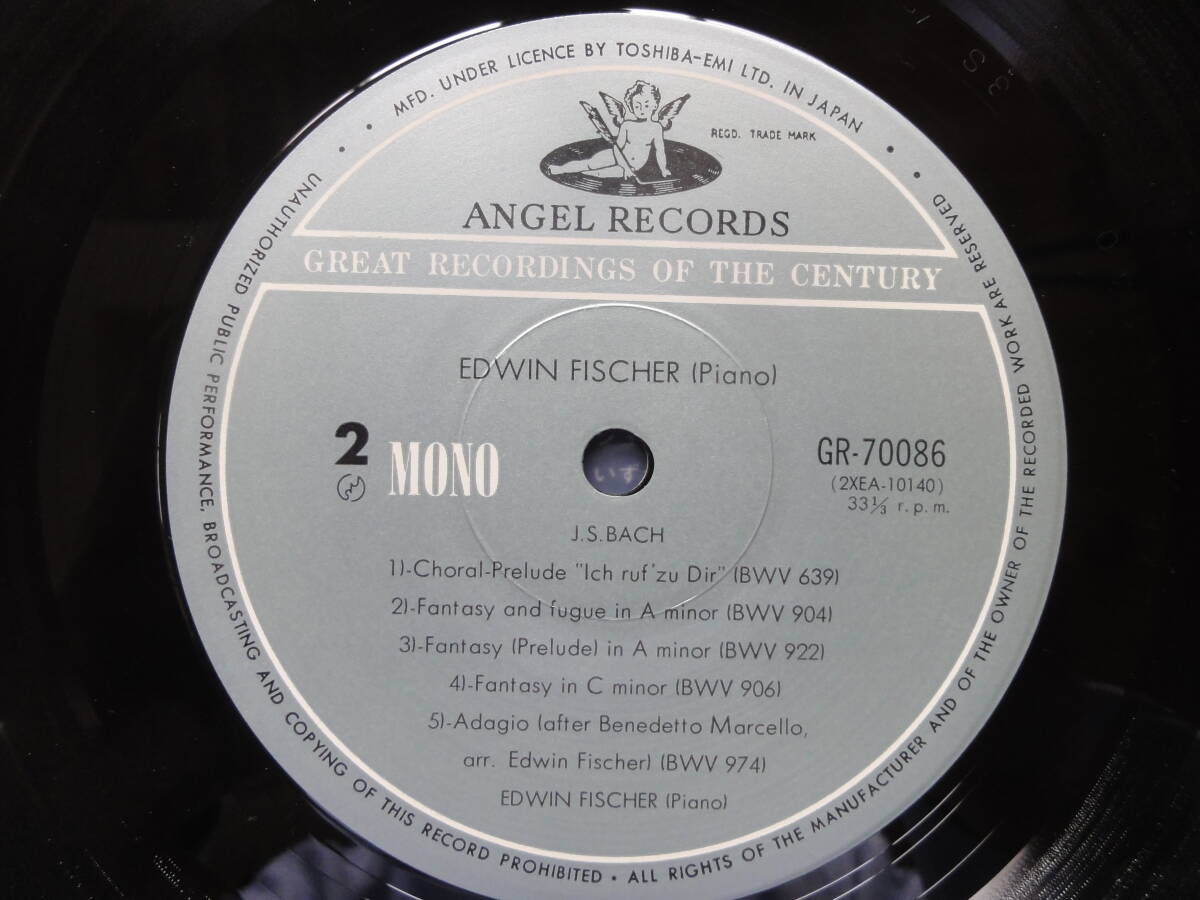 MFD. UNDER LICENCE BY TOSHIBA-EMI LTD. IN JAPAN
REGD. TRADE MARK
ANGEL RECORDS
GREAT RECORDINGS OF THE CENTURY
EDWIN FISCHER (Piano)
2 MONO
GR-70086
(2XEA-10140)
33⅓ r.p.m.
J.S.BACH
1)-Choral-Prelude "Ich ruf'zu Dir" (BWV 639)
2)-Fantasy and fugue in A minor (BWV 904)
3)-Fantasy (Prelude) in A minor (BWV 922)
4)-Fantasy in C minor (BWV 906)
5)-Adagio (after Benedetto Marcello,
arr. Edwin Fischer) (BWV 974)
EDWIN FISCHER (Piano)
UNAUTHORIZED PUBLIC PERFORMANCE, BROADCASTING AND COPYING OF THIS RECORD PROHIBITED • ALL RIGHTS OF THE MANUFACTURER AND OF THE OWNER OF THE RECORDED WORK ARE RESERVED
いず